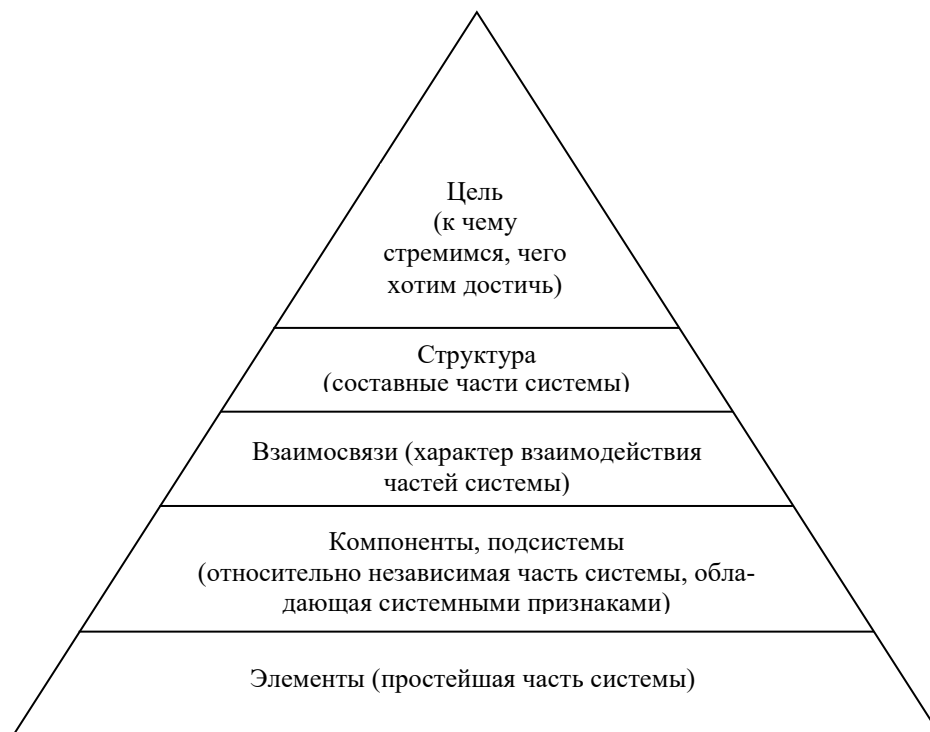 Цель
(к чему
стремимся, чего
хотим достичь)
Структура
(составные части системы)
Взаимосвязи (характер взаимодействия
частей системы)
Компоненты, подсистемы
(относительно независимая часть системы, обла-
дающая системными признаками)
Элементы (простейшая часть системы)